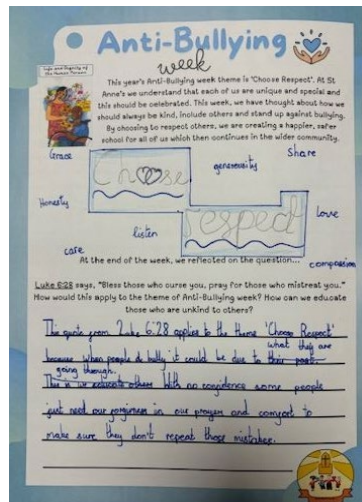 Anti-Bullying
week
Life and Dignity of
the Human Person
This year's Anti-Bullying week theme is 'Choose Respect'. At St
Anne's we understand that each of us are unique and special and
this should be celebrated. This week, we have thought about how we
should always be kind, include others and stand up against bullying.
By choosing to respect others, we are creating a happier, safer
school for all of us which then continues in the wider community.
Grace
Share
Choose
generousity
Honesty
respect
Love
listen
care
compassion
At the end of the week, we reflected on the question...
Luke 6:28 says, "Bless those who curse you, pray for those who mistreat you."
How would this apply to the theme of Anti-Bullying week? How can we educate
those who are unkind to others?
The quote from Luke 6:28 applies to the theme 'Choose Respect'
what they are
because when people do bully it could be due to their past
going through.
This is us educate others With no confidence some people
just need our forgivness in our prayers and comfort to
make sure they don't repeat those mistakes.